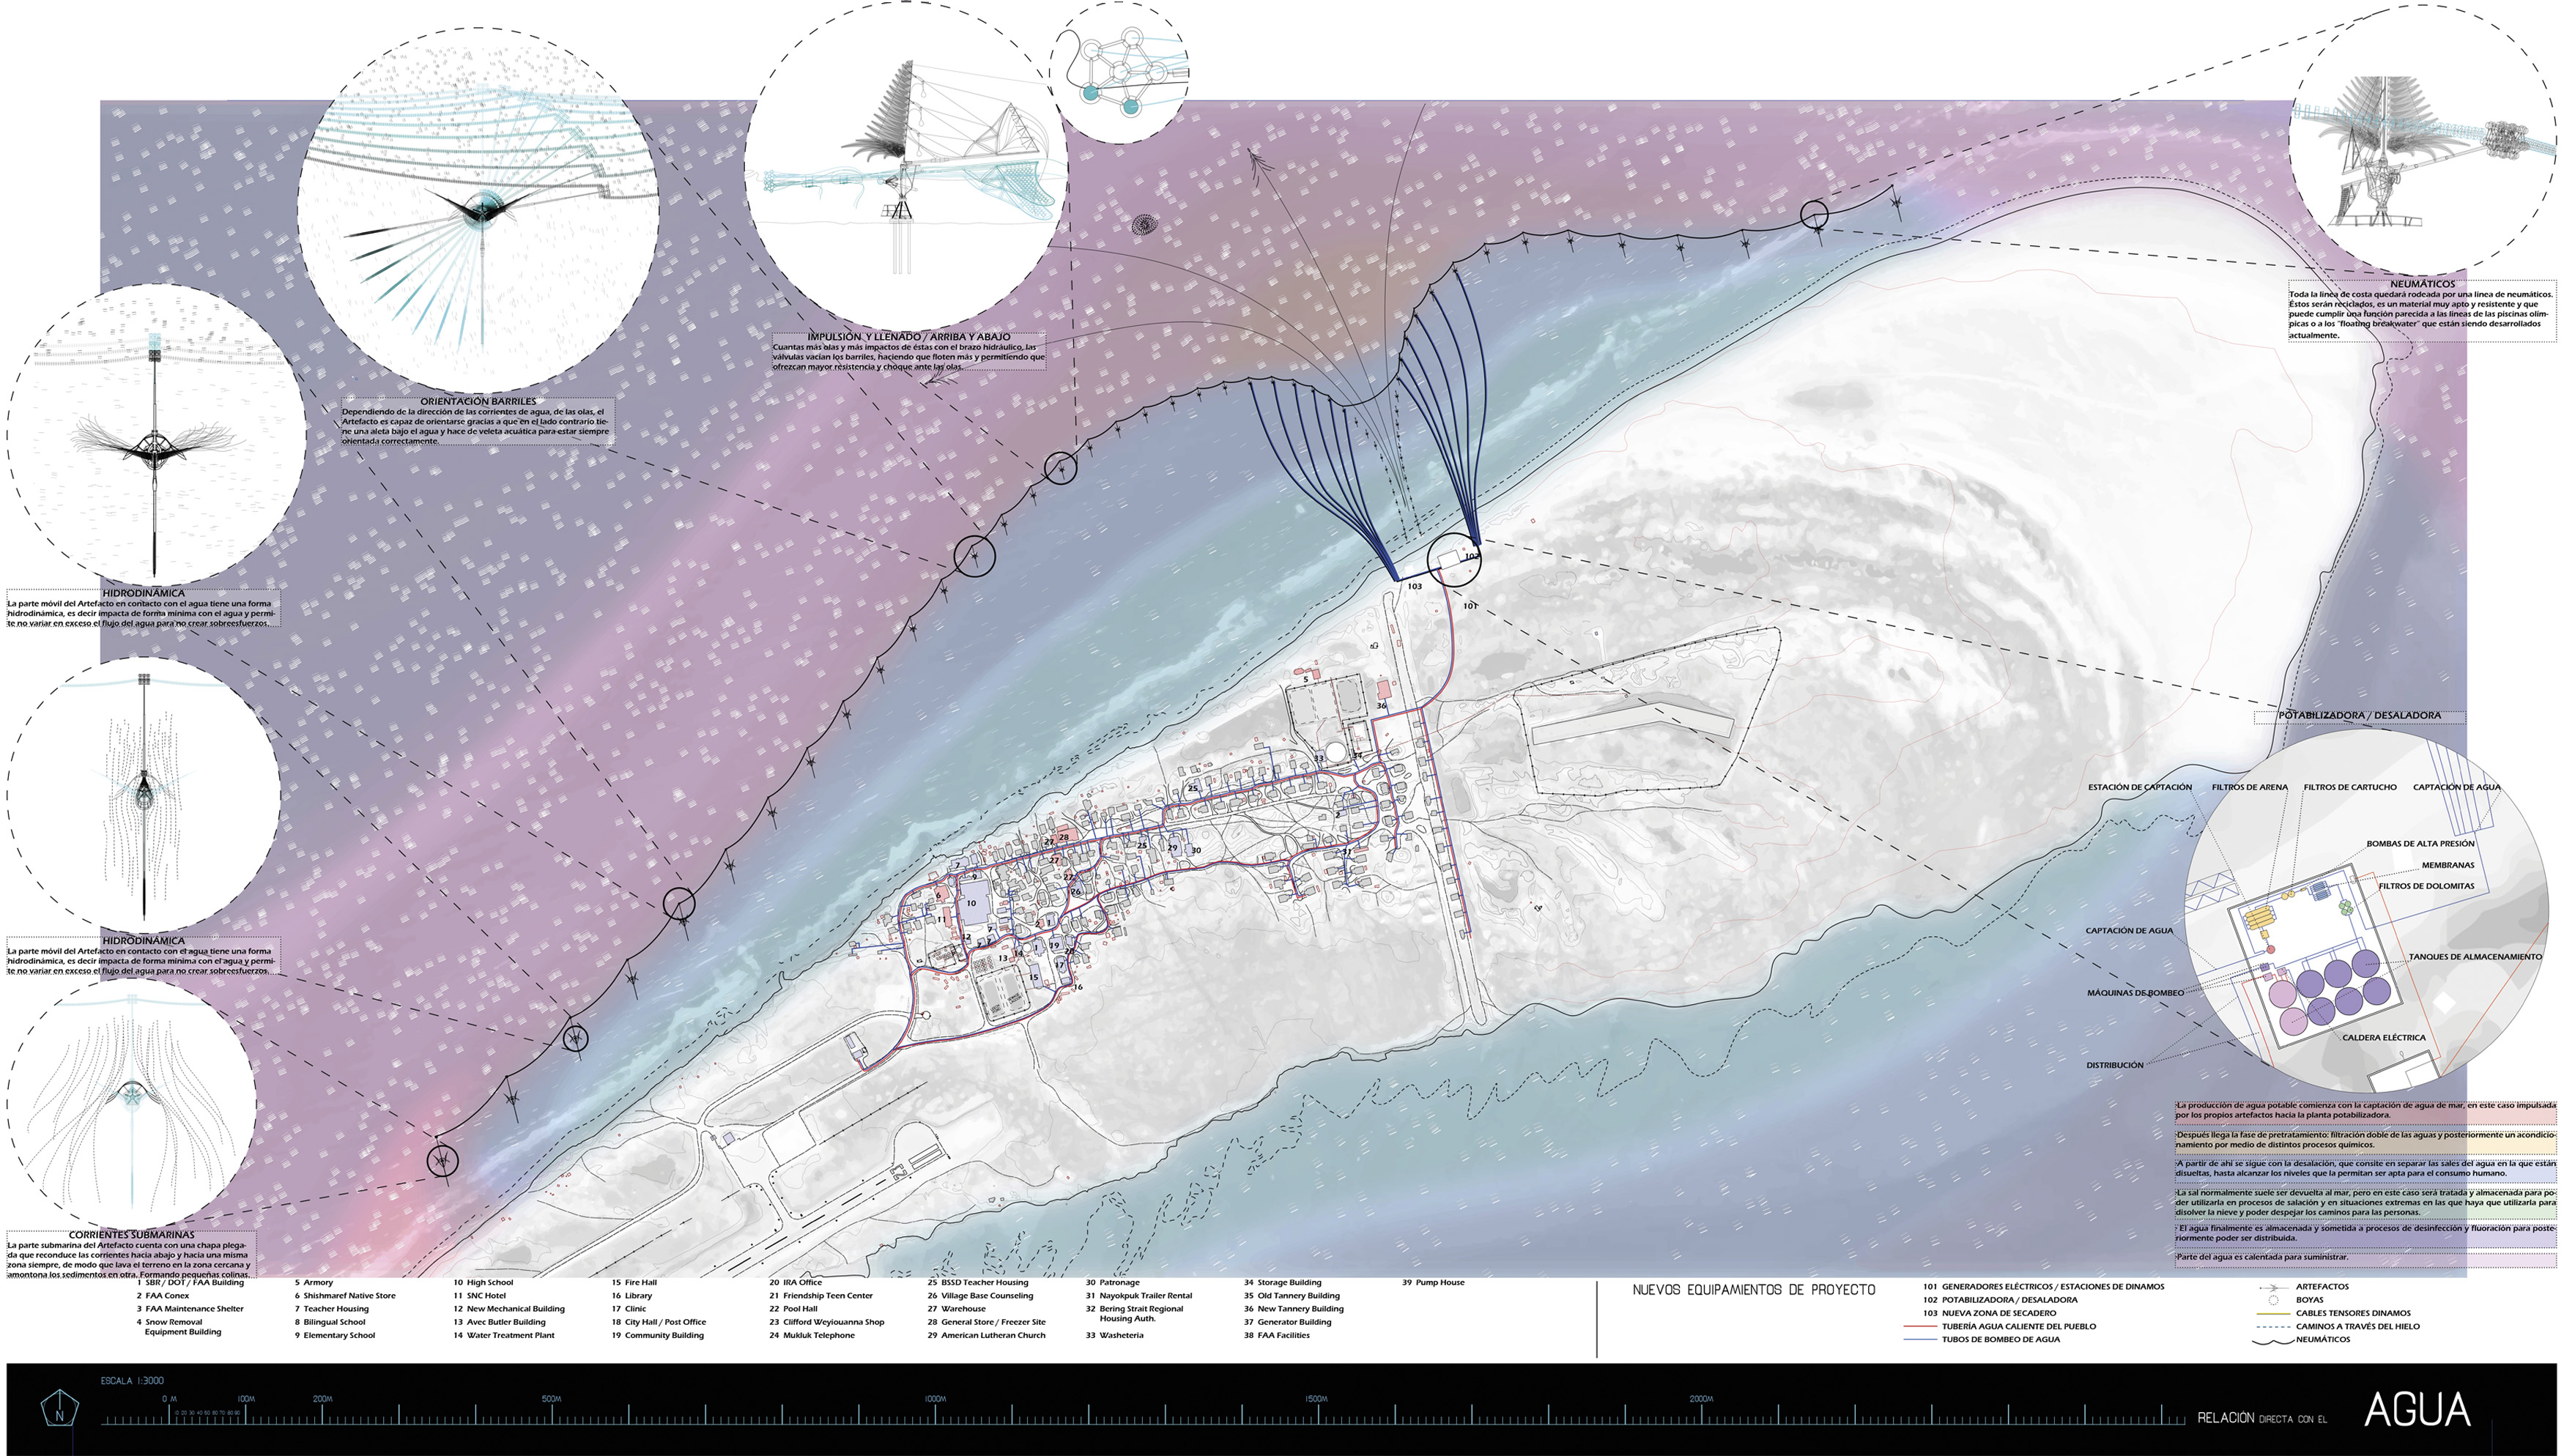 NEUMÁTICOS
Toda la línea de costa quedará rodeada por una línea de neumáticos.
Éstos serán reciclados, es un material muy apto y resistente y que
puede cumplir una función parecida a las líneas de las piscinas olím-
picas o a los "floating breakwater" que están siendo desarrollados
actualmente.
IMPULSIÓN Y LLENADO / ARRIBA Y ABAJO
Cuantas más olas y más impactos de éstas con el brazo hidráulico, las
válvulas vacían los barriles, haciendo que floten más y permitiendo que
ofrezcan mayor resistencia y choque ante las olas.
ORIENTACIÓN BARRILES
Dependiendo de la dirección de las corrientes de agua, de las olas, el
Artefacto es capaz de orientarse gracias a que en el lado contrario tie-
ne una aleta bajo el agua y hace de veleta acuática para estar siempre
orientada correctamente.
HIDRODINÁMICA
La parte móvil del Artefacto en contacto con el agua tiene una forma
hidrodinámica, es decir impacta de forma mínima con el agua y permi-
te no variar en exceso el flujo del agua para no crear sobreesfuerzos.
HIDRODINÁMICA
La parte móvil del Artefacto en contacto con el agua tiene una forma
hidrodinámica, es decir impacta de forma mínima con el agua y permi-
te no variar en exceso el flujo del agua para no crear sobreesfuerzos.
CORRIENTES SUBMARINAS
La parte submarina del Artefacto cuenta con una chapa plega-
da que reconduce las corrientes hacia abajo y hacia una misma
zona siempre, de modo que lava el terreno en la zona cercana y
amontona los sedimentos en otra. Formando pequeñas colinas.
102
103
101
5
36
34
33
25
2
31
28
27
25
29
30
27
7
9
22
26
6
10
11
12
7
13
14
1
19
20
15
17
16
POTABILIZADORA / DESALADORA
ESTACIÓN DE CAPTACIÓN
FILTROS DE ARENA
FILTROS DE CARTUCHO
CAPTACIÓN DE AGUA
BOMBAS DE ALTA PRESIÓN
MEMBRANAS
FILTROS DE DOLOMITAS
CAPTACIÓN DE AGUA
TANQUES DE ALMACENAMIENTO
MÁQUINAS DE BOMBEO
CALDERA ELÉCTRICA
DISTRIBUCIÓN
·La producción de agua potable comienza con la captación de agua de mar, en este caso impulsada
por los propios artefactos hacia la planta potabilizadora.
·Después llega la fase de pretratamiento: filtración doble de las aguas y posteriormente un acondicio-
namiento por medio de distintos procesos químicos.
·A partir de ahí se sigue con la desalación, que consite en separar las sales del agua en la que están
disueltas, hasta alcanzar los niveles que la permitan ser apta para el consumo humano.
·La sal normalmente suele ser devuelta al mar, pero en este caso será tratada y almacenada para po-
der utilizarla en procesos de salación y en situaciones extremas en las que haya que utilizarla para
disolver la nieve y poder despejar los caminos para las personas.
· El agua finalmente es almacenada y sometida a procesos de desinfección y fluoración para poste-
riormente poder ser distribuida.
·Parte del agua es calentada para suministrar.
1 SBR / DOT / FAA Building
2 FAA Conex
3 FAA Maintenance Shelter
4 Snow Removal
Equipment Building
5 Armory
6 Shishmaref Native Store
7 Teacher Housing
8 Bilingual School
9 Elementary School
10 High School
11 SNC Hotel
12 New Mechanical Building
13 Avec Butler Building
14 Water Treatment Plant
15 Fire Hall
16 Library
17 Clinic
18 City Hall / Post Office
19 Community Building
20 IRA Office
21 Friendship Teen Center
22 Pool Hall
23 Clifford Weyiouanna Shop
24 Mukluk Telephone
25 BSSD Teacher Housing
26 Village Base Counseling
27 Warehouse
28 General Store / Freezer Site
29 American Lutheran Church
30 Patronage
31 Nayokpuk Trailer Rental
32 Bering Strait Regional
Housing Auth.
33 Washeteria
34 Storage Building
35 Old Tannery Building
36 New Tannery Building
37 Generator Building
38 FAA Facilities
39 Pump House
NUEVOS EQUIPAMIENTOS DE PROYECTO
101 GENERADORES ELÉCTRICOS / ESTACIONES DE DINAMOS
102 POTABILIZADORA / DESALADORA
103 NUEVA ZONA DE SECADERO
TUBERÍA AGUA CALIENTE DEL PUEBLO
TUBOS DE BOMBEO DE AGUA
ARTEFACTOS
BOYAS
CABLES TENSORES DINAMOS
CAMINOS A TRAVÉS DEL HIELO
NEUMÁTICOS
N
ESCALA 1:3000
0 M
10 20 30 40 50 60 70 80 90
100M
200M
500M
1000M
1500M
2000M
RELACIÓN DIRECTA CON EL AGUA